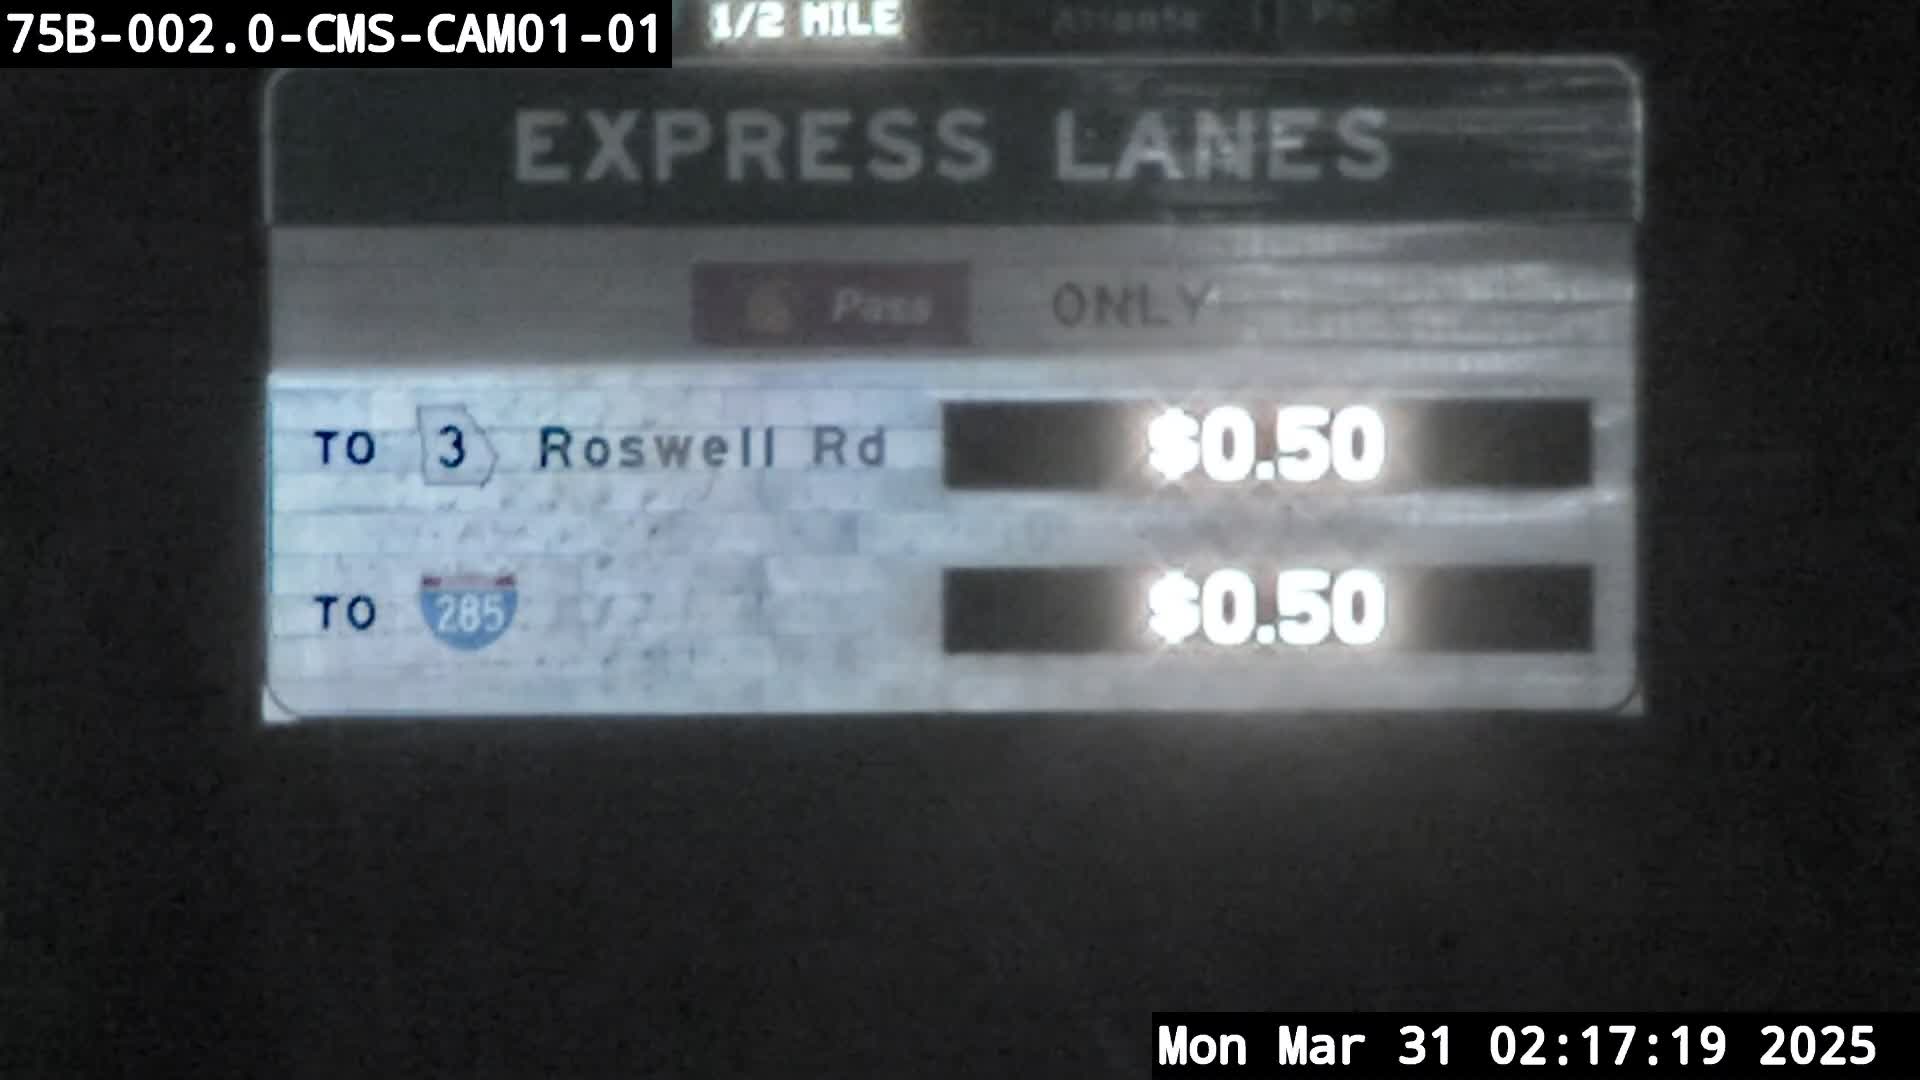 75B-002.0-CMS-CAM01-01
1/2 MILE
EXPRESS LANES
Pass ONLY
TO 3 Roswell Rd $0.50
TO 285 $0.50
Mon Mar 31 02:17:19 2025